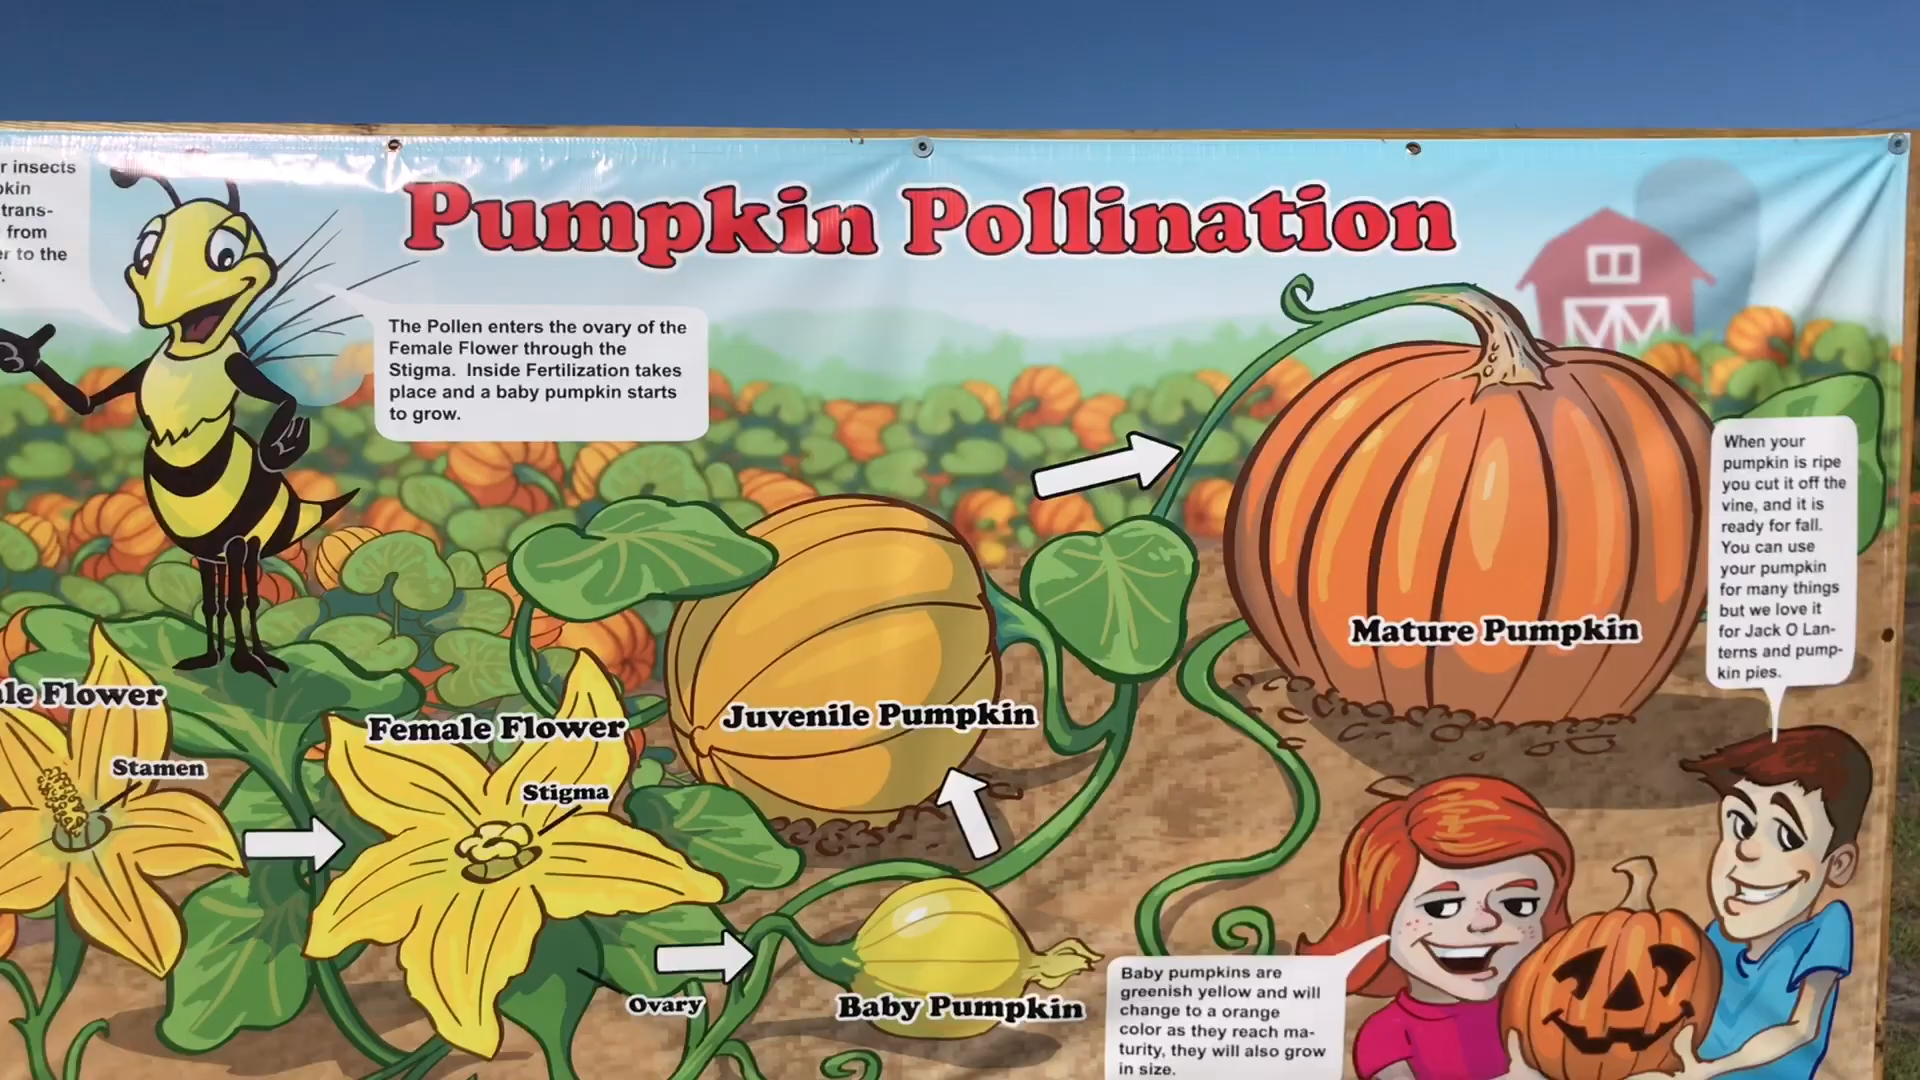 Pumpkin Pollination
r insects
trans-
from
to the
The Pollen enters the ovary of the
Female Flower through the
Stigma. Inside Fertilization takes
place and a baby pumpkin starts
to grow.
When your
pumpkin is ripe
you cut it off the
vine, and it is
ready for fall.
You can use
your pumpkin
for many things
but we love it
for Jack O Lan-
terns and pump-
kin pies.
Mature Pumpkin
le Flower
Stamen
Female Flower
Stigma
Juvenile Pumpkin
Ovary
Baby Pumpkin
Baby pumpkins are
greenish yellow and will
change to a orange
color as they reach ma-
turity, they will also grow
in size.